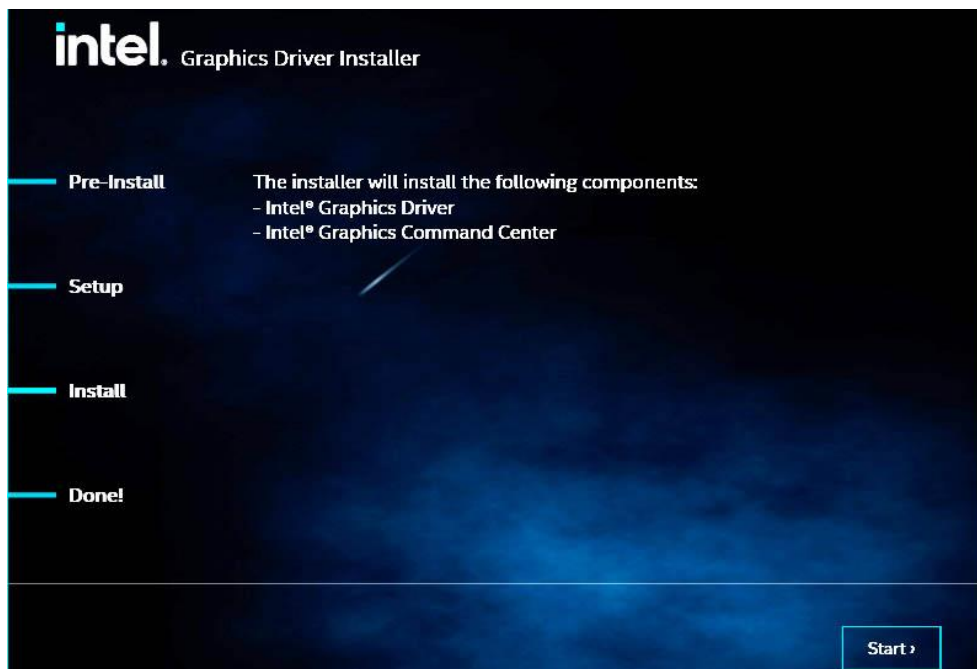 intel. Graphics Driver Installer
Pre-Install
The installer will install the following components:
- Intel® Graphics Driver
- Intel® Graphics Command Center
Setup
Install
Done!
Start ›